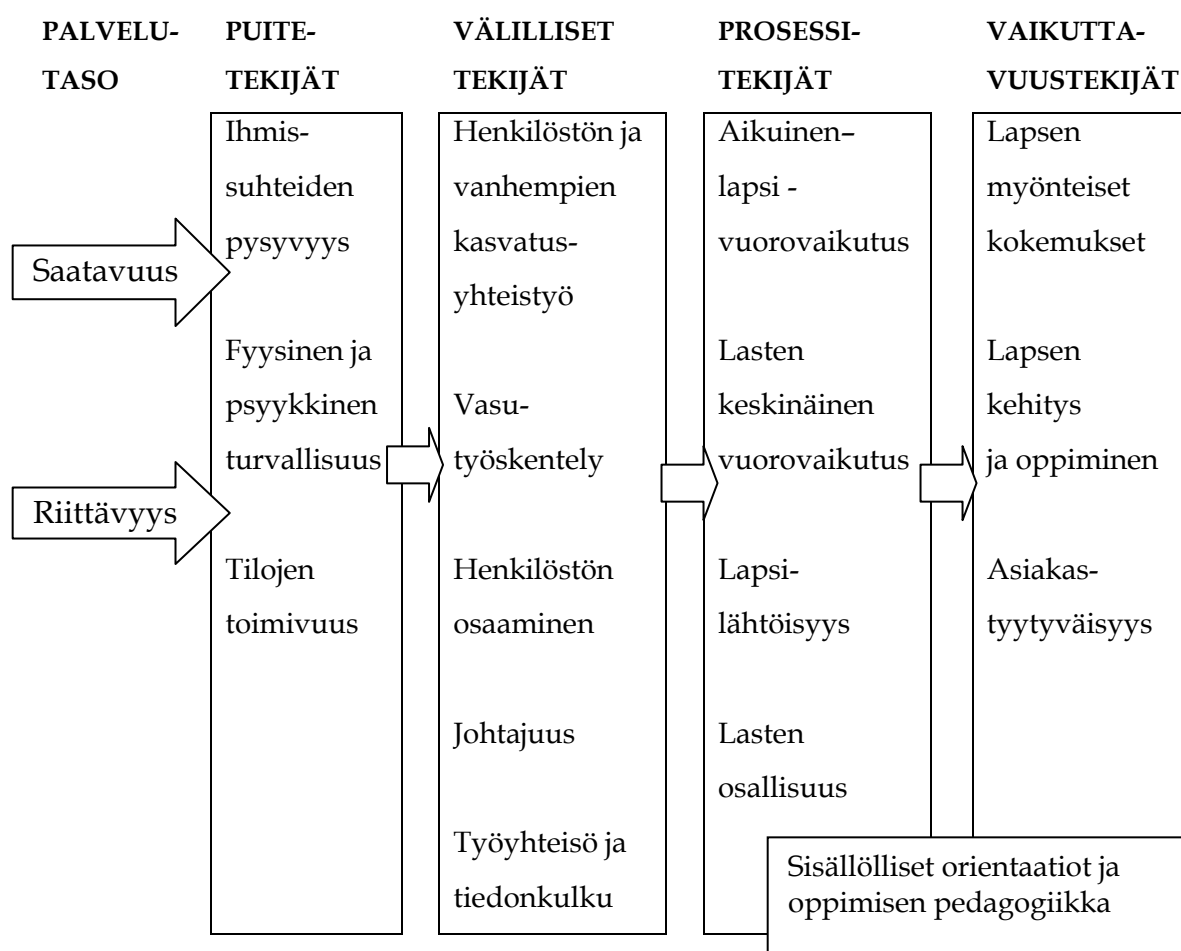 PALVELU-
TASO
PUITE-
TEKIJÄT
VÄLILLISET
TEKIJÄT
PROSESSI-
TEKIJÄT
VAIKUTTA-
VUUSTEKIJÄT
Saatavuus
Riittävyys
Ihmis-
suhteiden
pysyvyys
Fyysinen ja
psyykkinen
turvallisuus
Tilojen
toimivuus
Henkilöstön ja
vanhempien
kasvatus-
yhteistyö
Vasu-
työskentely
Henkilöstön
osaaminen
Johtajuus
Työyhteisö ja
tiedonkulku
Aikuinen–
lapsi -
vuorovaikutus
Lasten
keskinäinen
vuorovaikutus
Lapsi-
lähtöisyys
Lasten
osallisuus
Lapsen
myönteiset
kokemukset
Lapsen
kehitys
ja oppiminen
Asiakas-
tyytyväisyys
Sisällölliset orientaatiot ja
oppimisen pedagogiikka